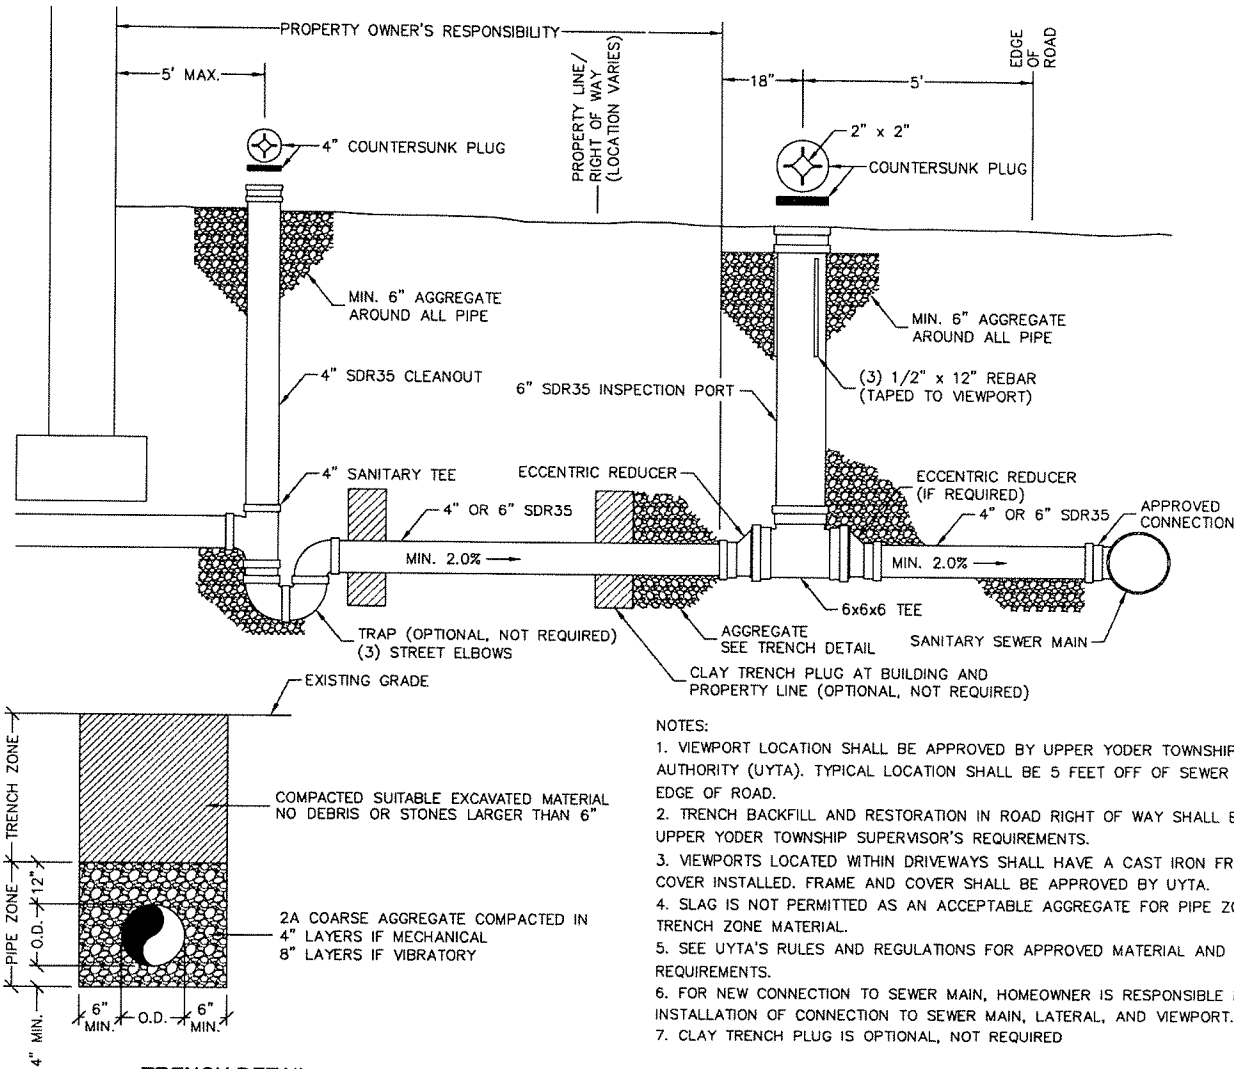 PROPERTY OWNER'S RESPONSIBILITY
5' MAX.
PROPERTY LINE/
RIGHT OF WAY
(LOCATION VARIES)
18"
5'
EDGE
OF
ROAD
4" COUNTERSUNK PLUG
2" x 2"
COUNTERSUNK PLUG
MIN. 6" AGGREGATE
AROUND ALL PIPE
MIN. 6" AGGREGATE
AROUND ALL PIPE
4" SDR35 CLEANOUT
6" SDR35 INSPECTION PORT
(3) 1/2" x 12" REBAR
(TAPED TO VIEWPORT)
4" SANITARY TEE
ECCENTRIC REDUCER
ECCENTRIC REDUCER
(IF REQUIRED)
4" OR 6" SDR35
4" OR 6" SDR35
APPROVED
CONNECTION
MIN. 2.0%
MIN. 2.0%
6x6x6 TEE
TRAP (OPTIONAL, NOT REQUIRED)
(3) STREET ELBOWS
AGGREGATE
SEE TRENCH DETAIL
SANITARY SEWER MAIN
CLAY TRENCH PLUG AT BUILDING AND
PROPERTY LINE (OPTIONAL, NOT REQUIRED)
EXISTING GRADE
TRENCH ZONE
COMPACTED SUITABLE EXCAVATED MATERIAL
NO DEBRIS OR STONES LARGER THAN 6"
PIPE ZONE
12"
O.D.
2A COARSE AGGREGATE COMPACTED IN
4" LAYERS IF MECHANICAL
8" LAYERS IF VIBRATORY
4" MIN.
6"
MIN.
O.D.
6"
MIN.
NOTES:
1. VIEWPORT LOCATION SHALL BE APPROVED BY UPPER YODER TOWNSHIP
AUTHORITY (UYTA). TYPICAL LOCATION SHALL BE 5 FEET OFF OF SEWER
EDGE OF ROAD.
2. TRENCH BACKFILL AND RESTORATION IN ROAD RIGHT OF WAY SHALL B
UPPER YODER TOWNSHIP SUPERVISOR'S REQUIREMENTS.
3. VIEWPORTS LOCATED WITHIN DRIVEWAYS SHALL HAVE A CAST IRON FR
COVER INSTALLED. FRAME AND COVER SHALL BE APPROVED BY UYTA.
4. SLAG IS NOT PERMITTED AS AN ACCEPTABLE AGGREGATE FOR PIPE ZO
TRENCH ZONE MATERIAL.
5. SEE UYTA'S RULES AND REGULATIONS FOR APPROVED MATERIAL AND
REQUIREMENTS.
6. FOR NEW CONNECTION TO SEWER MAIN, HOMEOWNER IS RESPONSIBLE
INSTALLATION OF CONNECTION TO SEWER MAIN, LATERAL, AND VIEWPORT.
7. CLAY TRENCH PLUG IS OPTIONAL, NOT REQUIRED